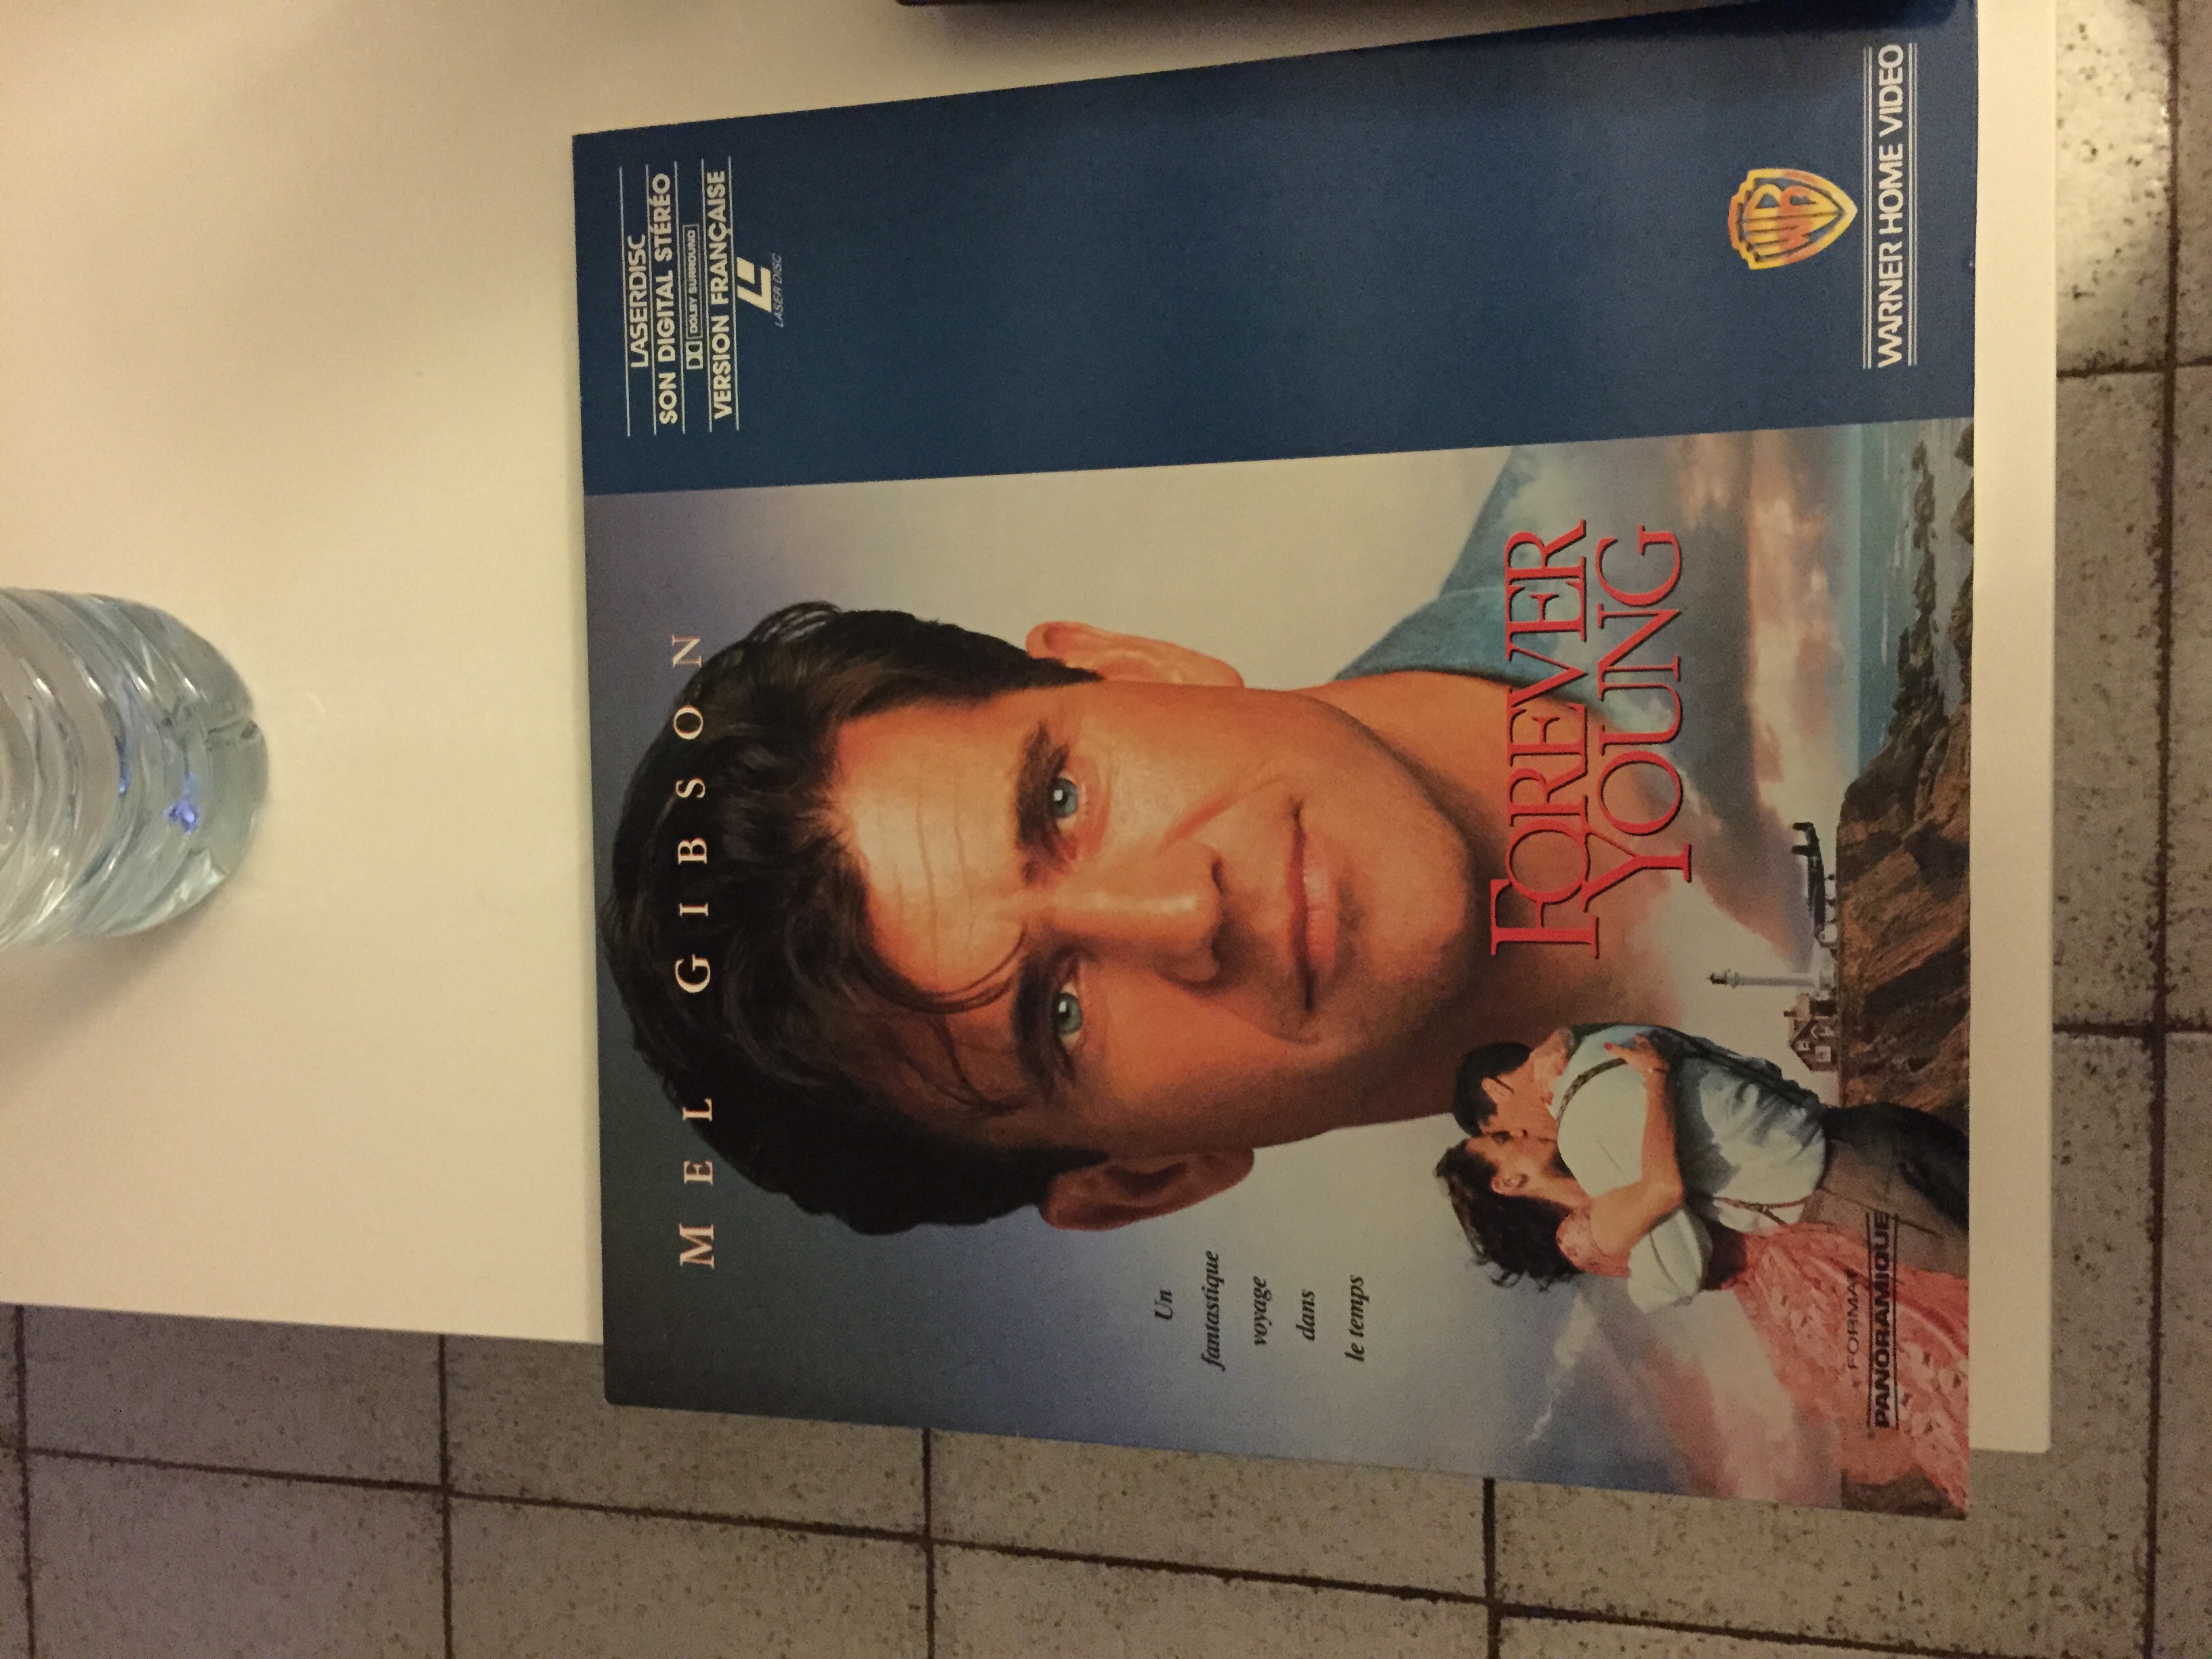 LASERDISC
SON DIGITAL STÉRÉO
DOLBY SURROUND
VERSION FRANÇAISE
LASER DISC
WB
WARNER HOME VIDEO
MEL GIBSON
Un
fantastique
voyage
dans
le temps
FOREVER
YOUNG
FORMAT
PANORAMIQUE